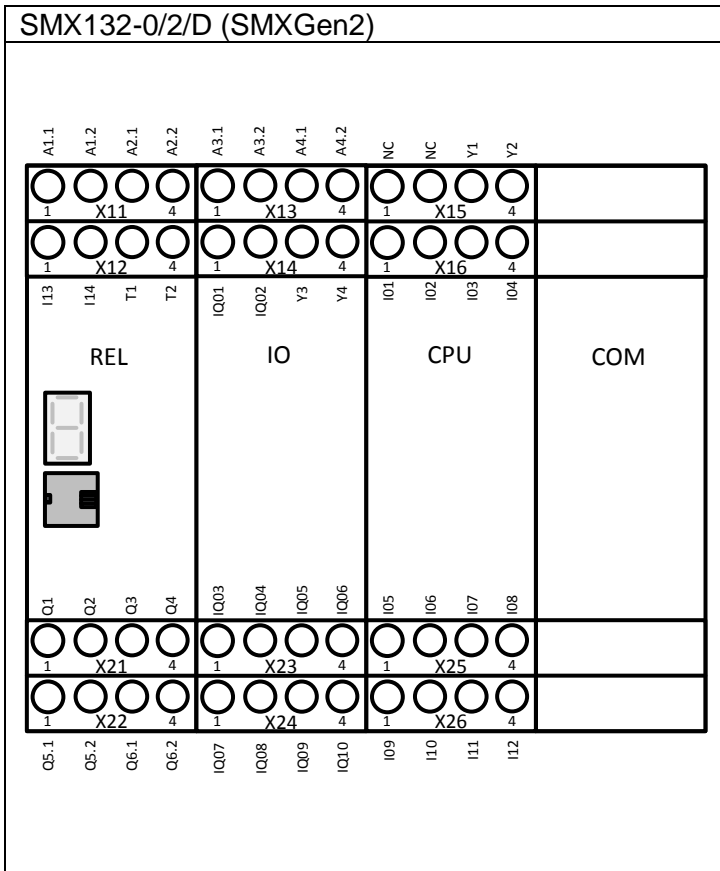 SMX132-0/2/D (SMXGen2)
A1.1 A1.2 A2.1 A2.2 A3.1 A3.2 A4.1 A4.2 NC NC Y1 Y2
1 X11 4 1 X13 4 1 X15 4
1 X12 4 1 X14 4 1 X16 4
I13 I14 T1 T2 IQ01 IQ02 Y3 Y4 I01 I02 I03 I04
REL IO CPU COM
Q1 Q2 Q3 Q4 IQ03 IQ04 IQ05 IQ06 I05 I06 I07 I08
1 X21 4 1 X23 4 1 X25 4
1 X22 4 1 X24 4 1 X26 4
Q5.1 Q5.2 Q6.1 Q6.2 IQ07 IQ08 IQ09 IQ10 I09 I10 I11 I12